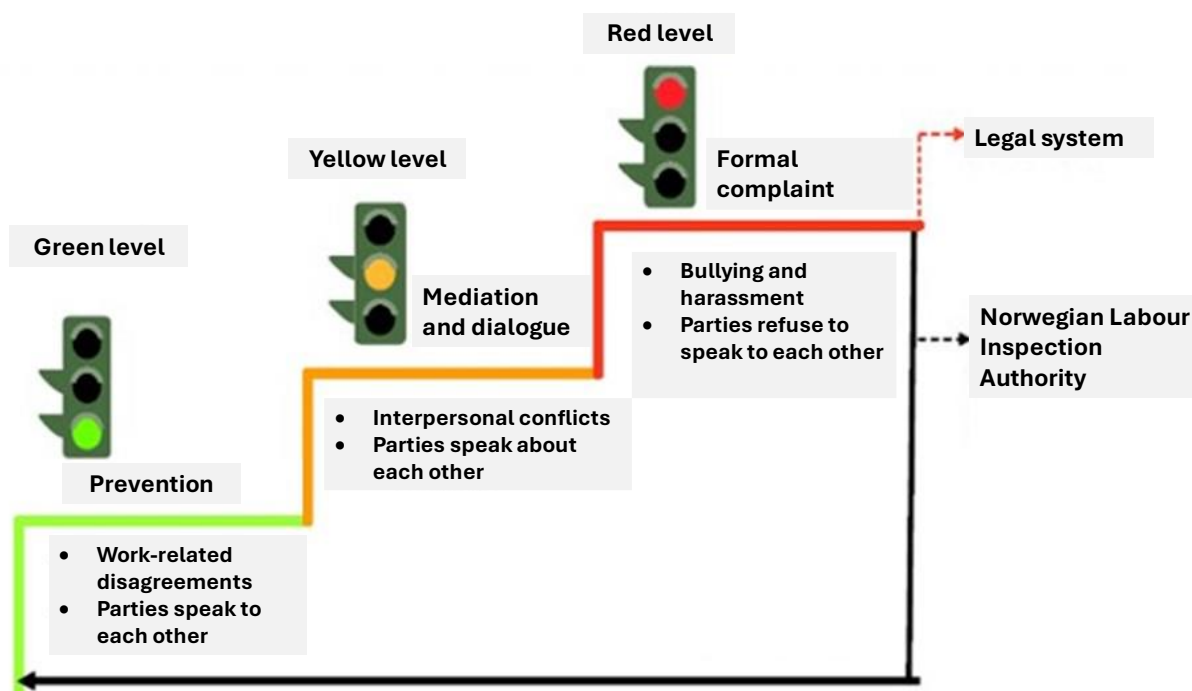 Red level
Formal
complaint
Legal system
Yellow level
Green level
Mediation
and dialogue
• Bullying and
harassment
• Parties refuse to
speak to each other
Norwegian Labour
Inspection
Authority
• Interpersonal conflicts
• Parties speak about
each other
Prevention
• Work-related
disagreements
• Parties speak to
each other